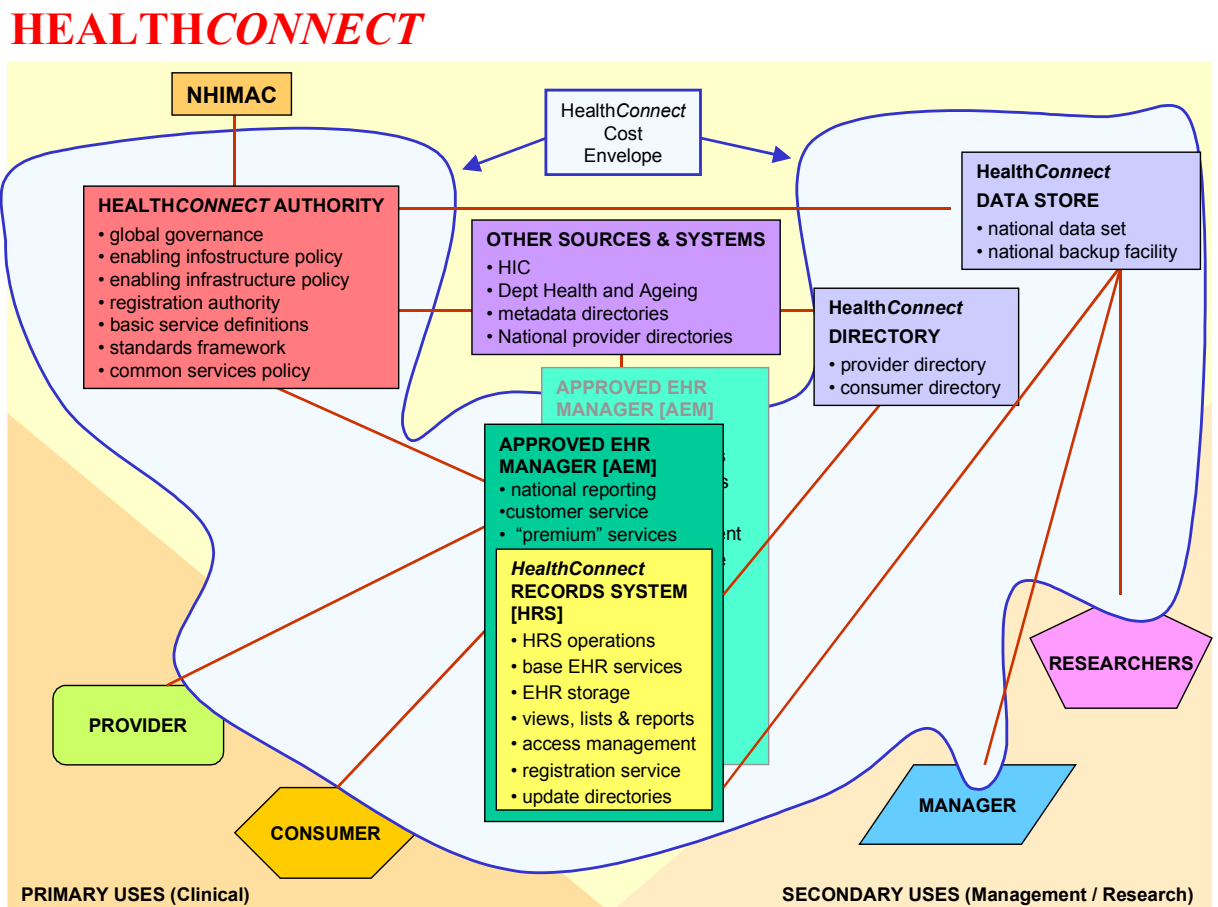 HEALTHCONNECT
NHIMAC
HealthConnect
Cost
Envelope
HEALTHCONNECT AUTHORITY
• global governance
• enabling infostructure policy
• enabling infrastructure policy
• registration authority
• basic service definitions
• standards framework
• common services policy
OTHER SOURCES & SYSTEMS
• HIC
• Dept Health and Ageing
• metadata directories
• National provider directories
HealthConnect
DATA STORE
• national data set
• national backup facility
HealthConnect
DIRECTORY
• provider directory
• consumer directory
APPROVED EHR
MANAGER [AEM]
APPROVED EHR
MANAGER [AEM]
• national reporting
•customer service
• “premium” services
HealthConnect
RECORDS SYSTEM
[HRS]
• HRS operations
• base EHR services
• EHR storage
• views, lists & reports
• access management
• registration service
• update directories
PROVIDER
CONSUMER
RESEARCHERS
MANAGER
PRIMARY USES (Clinical)
SECONDARY USES (Management / Research)